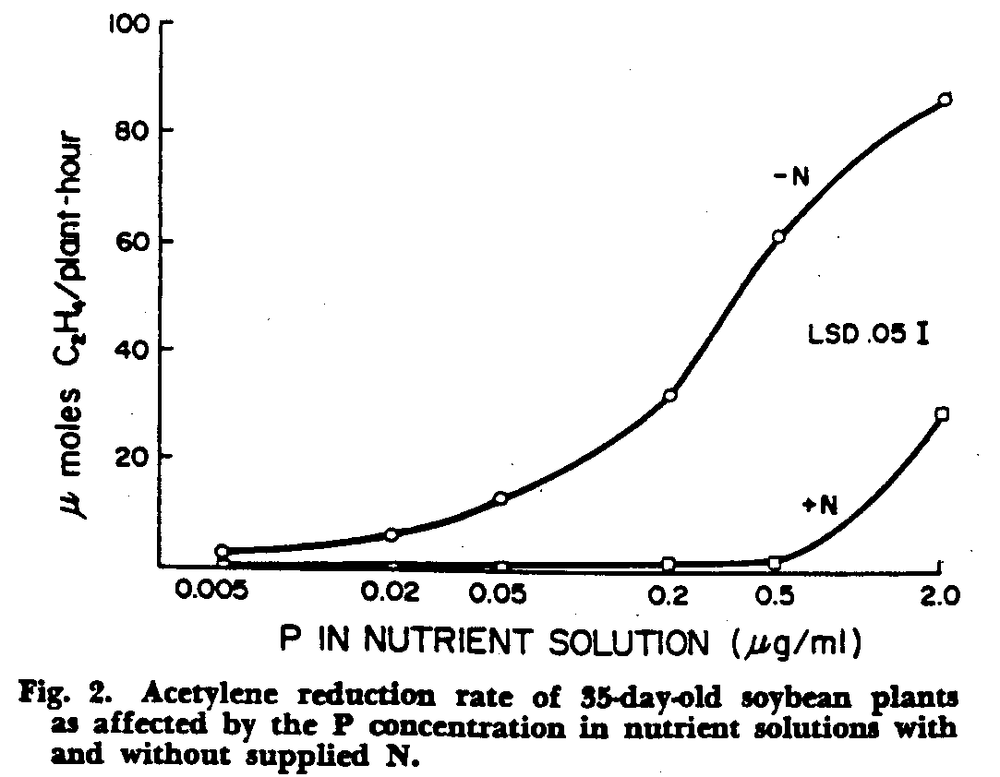 100
80
60
40
20
μ moles C₂H₄/plant-hour
-N
LSD .05 I
+N
0.005 0.02 0.05 0.2 0.5 2.0
P IN NUTRIENT SOLUTION (μg/ml)
Fig. 2. Acetylene reduction rate of 35-day-old soybean plants
as affected by the P concentration in nutrient solutions with
and without supplied N.